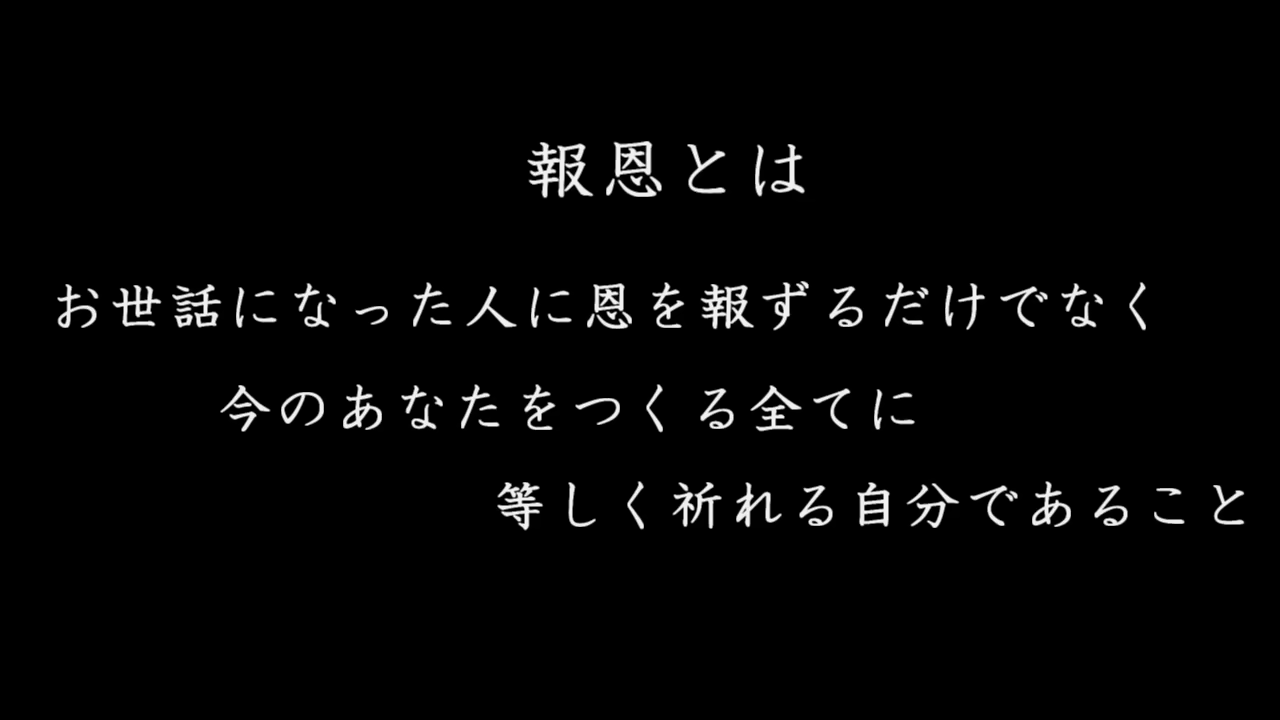 報恩とは
お世話になった人に恩を報ずるだけでなく
今のあなたをつくる全てに
等しく祈れる自分であること